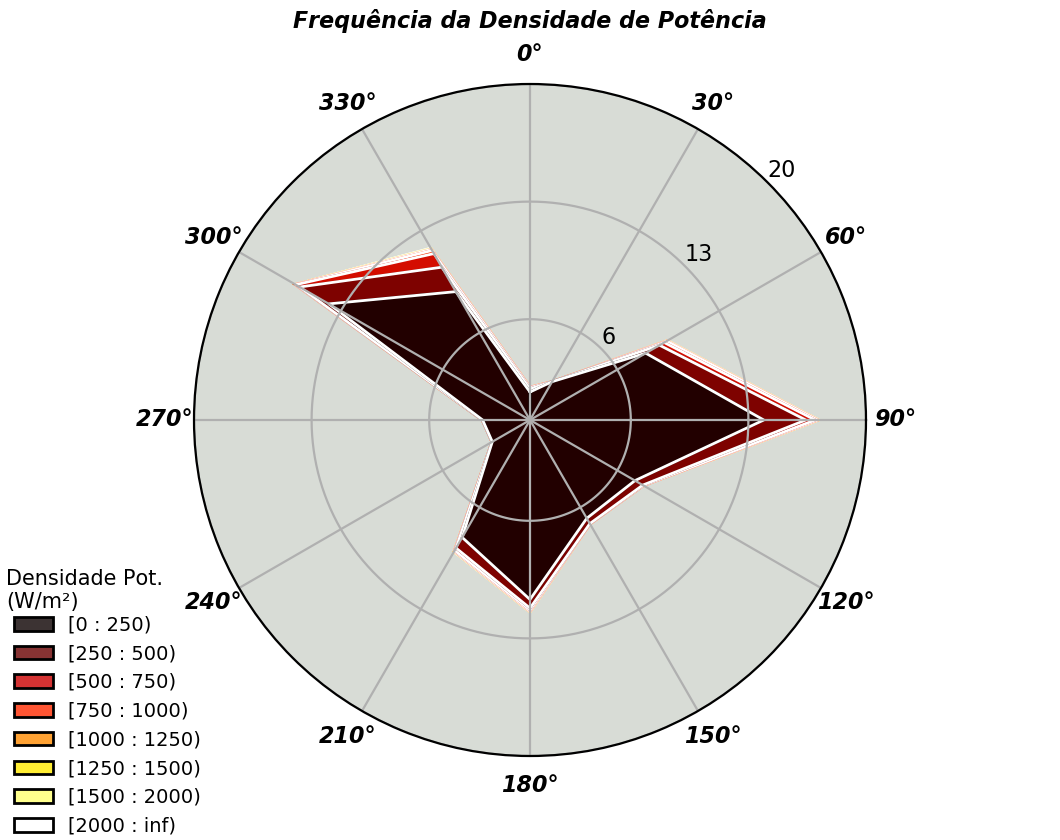 Frequência da Densidade de Potência
0°
330°
30°
20
300°
60°
13
6
270°
90°
Densidade Pot.
(W/m²)
240°
120°
[0 : 250)
[250 : 500)
[500 : 750)
[750 : 1000)
210°
150°
[1000 : 1250)
[1250 : 1500)
180°
[1500 : 2000)
[2000 : inf)